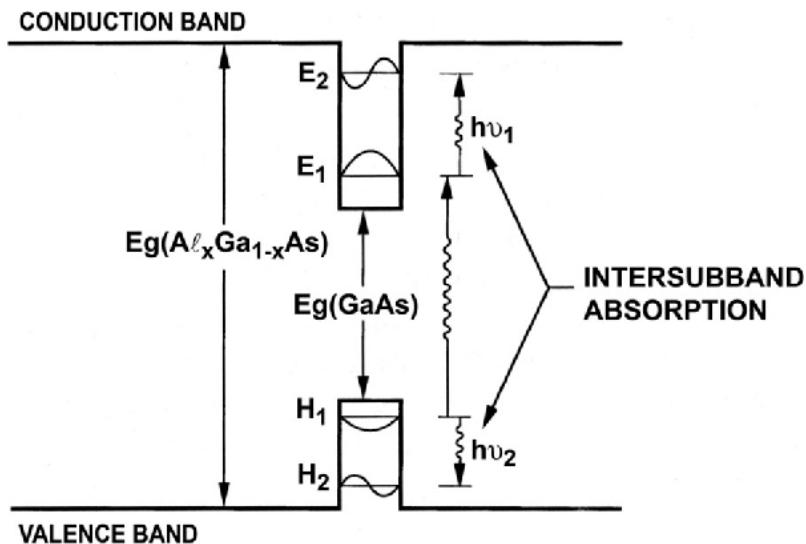 CONDUCTION BAND
E₂
hυ₁
E₁
Eg(AℓₓGa₁₋ₓAs)
Eg(GaAs)
INTERSUBBAND
ABSORPTION
H₁
hυ₂
H₂
VALENCE BAND